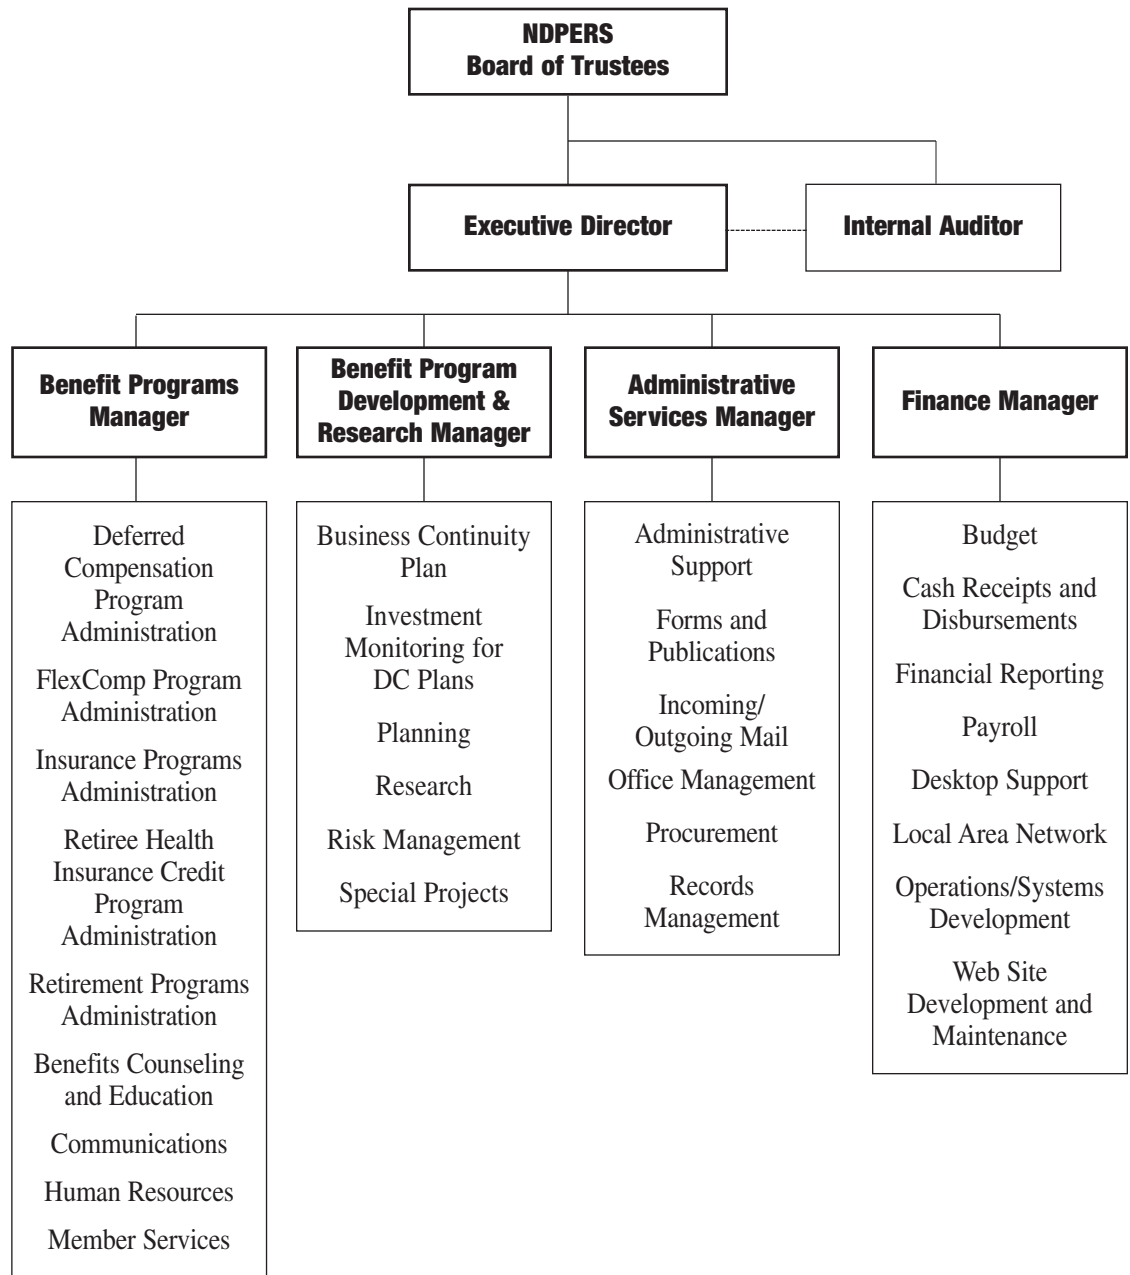 NDPERS
Board of Trustees
Executive Director
Internal Auditor
Benefit Programs
Manager
Benefit Program
Development &
Research Manager
Administrative
Services Manager
Finance Manager
Deferred
Compensation
Program
Administration
FlexComp Program
Administration
Insurance Programs
Administration
Retiree Health
Insurance Credit
Program
Administration
Retirement Programs
Administration
Benefits Counseling
and Education
Communications
Human Resources
Member Services
Business Continuity
Plan
Investment
Monitoring for
DC Plans
Planning
Research
Risk Management
Special Projects
Administrative
Support
Forms and
Publications
Incoming/
Outgoing Mail
Office Management
Procurement
Records
Management
Budget
Cash Receipts and
Disbursements
Financial Reporting
Payroll
Desktop Support
Local Area Network
Operations/Systems
Development
Web Site
Development and
Maintenance